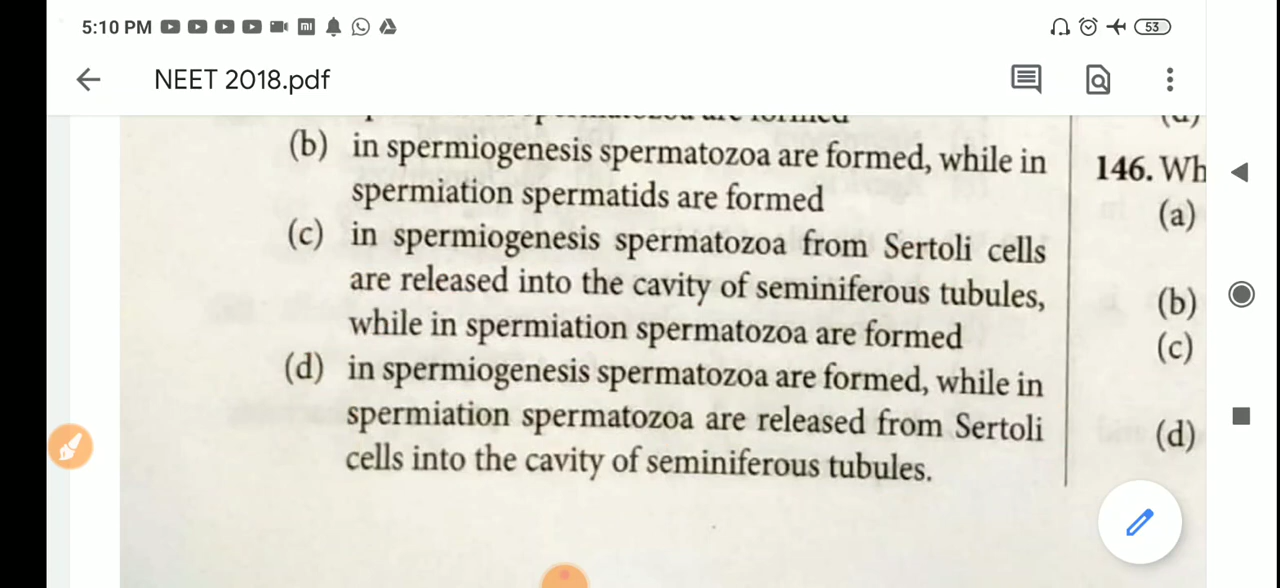 5:10 PM
53
NEET 2018.pdf
are formed
(b) in spermiogenesis spermatozoa are formed, while in
spermiation spermatids are formed
(c) in spermiogenesis spermatozoa from Sertoli cells
are released into the cavity of seminiferous tubules,
while in spermiation spermatozoa are formed
(d) in spermiogenesis spermatozoa are formed, while in
spermiation spermatozoa are released from Sertoli
cells into the cavity of seminiferous tubules.
146. Wh
(a)
(b)
(c)
(d)